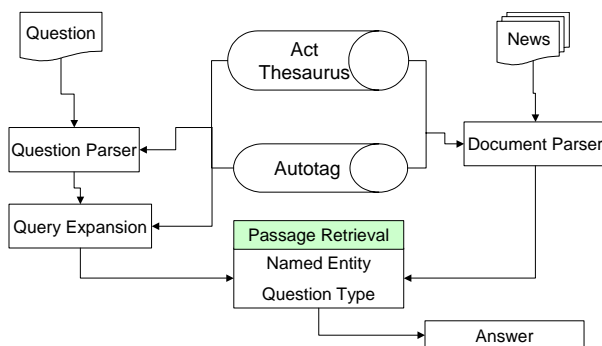 Question
Act
Thesaurus
News
Question Parser
Autotag
Document Parser
Query Expansion
Passage Retrieval
Named Entity
Question Type
Answer